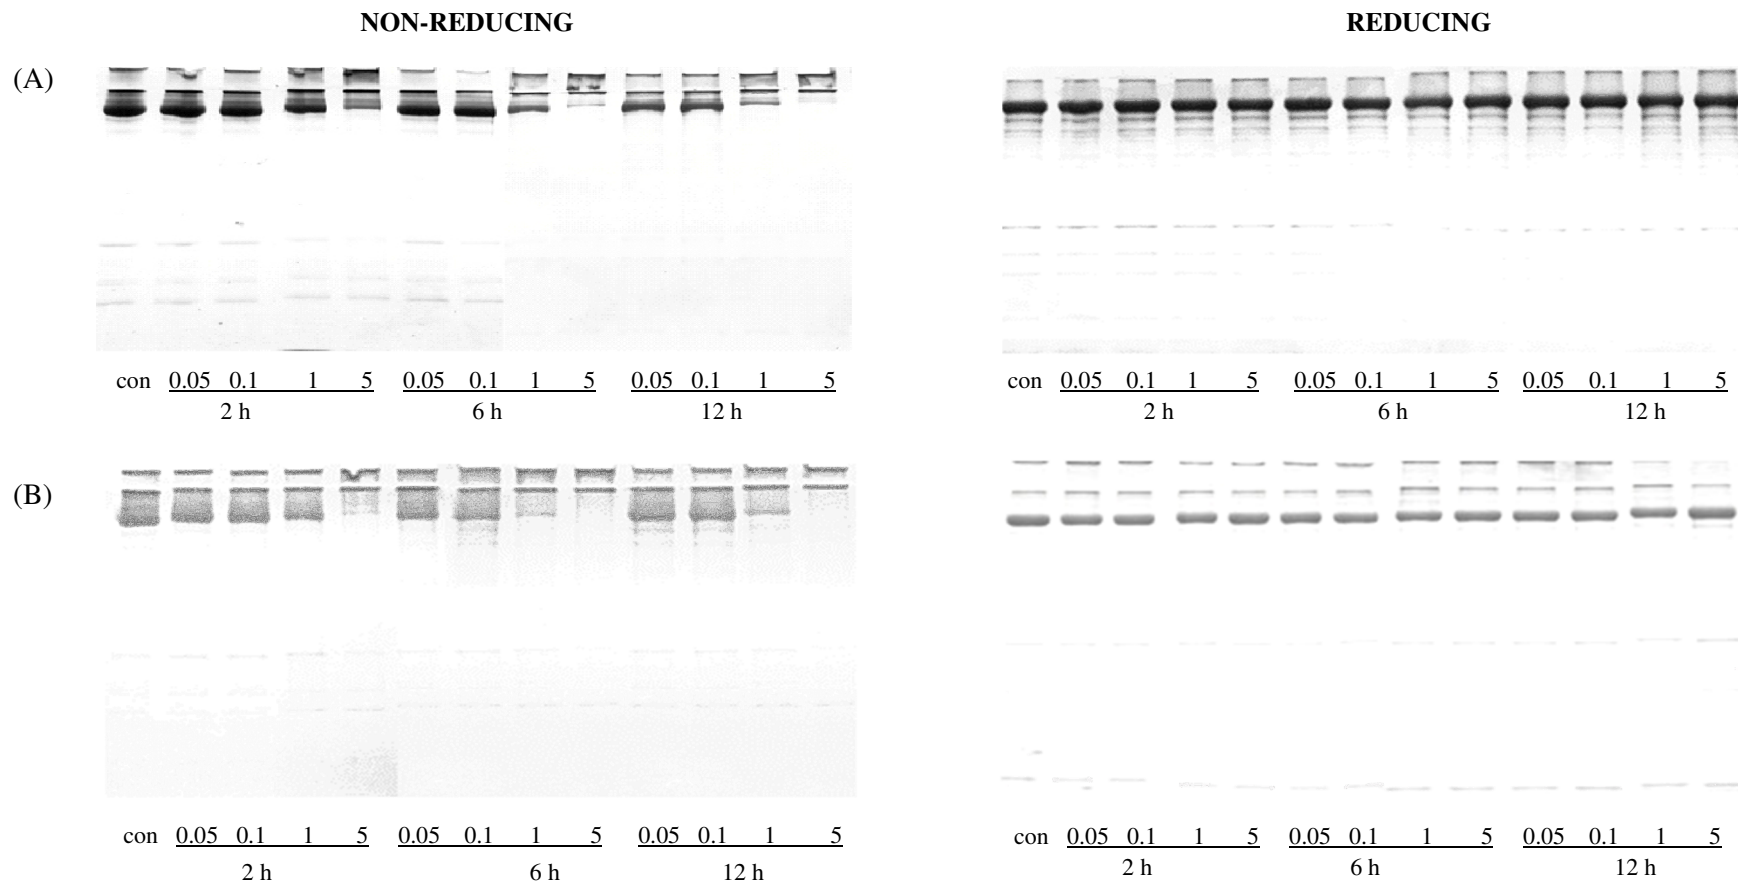 NON-REDUCING REDUCING
(A)
con 0.05 0.1 1 5 0.05 0.1 1 5 0.05 0.1 1 5 con 0.05 0.1 1 5 0.05 0.1 1 5 0.05 0.1 1 5
2 h 6 h 12 h 2 h 6 h 12 h
(B)
con 0.05 0.1 1 5 0.05 0.1 1 5 0.05 0.1 1 5 con 0.05 0.1 1 5 0.05 0.1 1 5 0.05 0.1 1 5
2 h 6 h 12 h 2 h 6 h 12 h